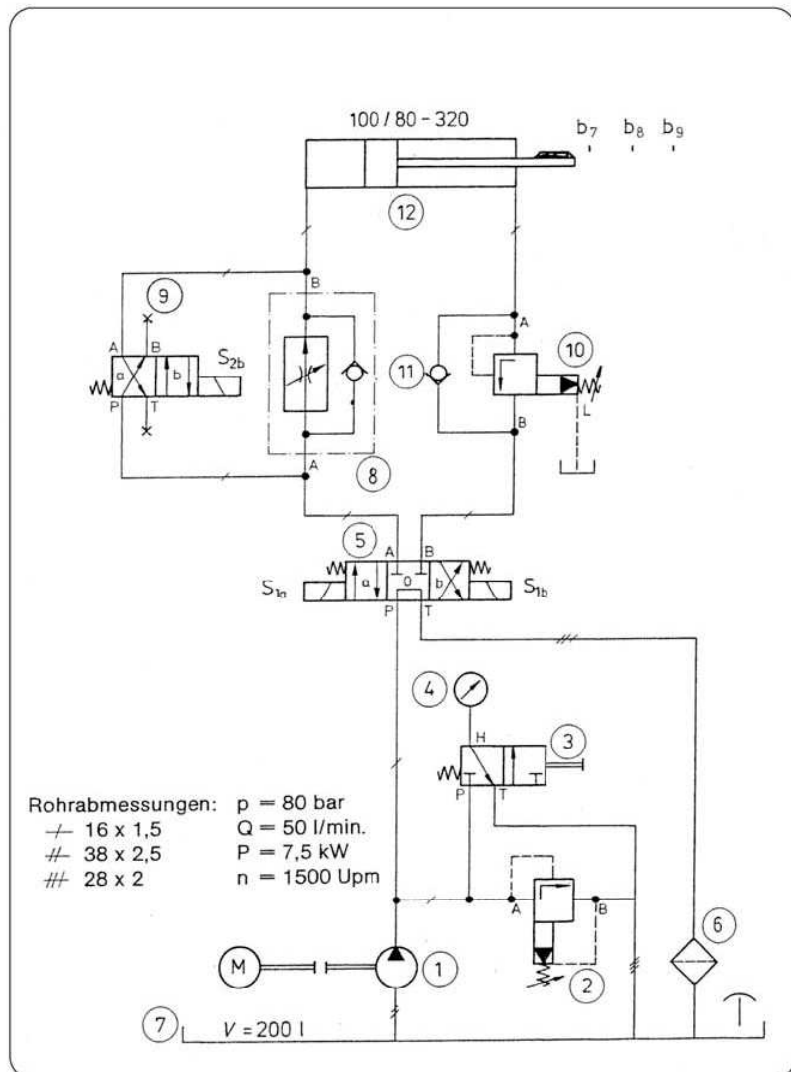 100 / 80 – 320
b7 b8 b9
12
9
B
A B
S2b
a b
P T
A
8
A
10
11
L
B
5
A B
S1a a 0 b S1b
P T
4
H
3
P T
Rohrabmessungen: p = 80 bar
16 x 1,5 Q = 50 l/min.
38 x 2,5 P = 7,5 kW
28 x 2 n = 1500 Upm
A B
6
M
1
2
7
V = 200 l